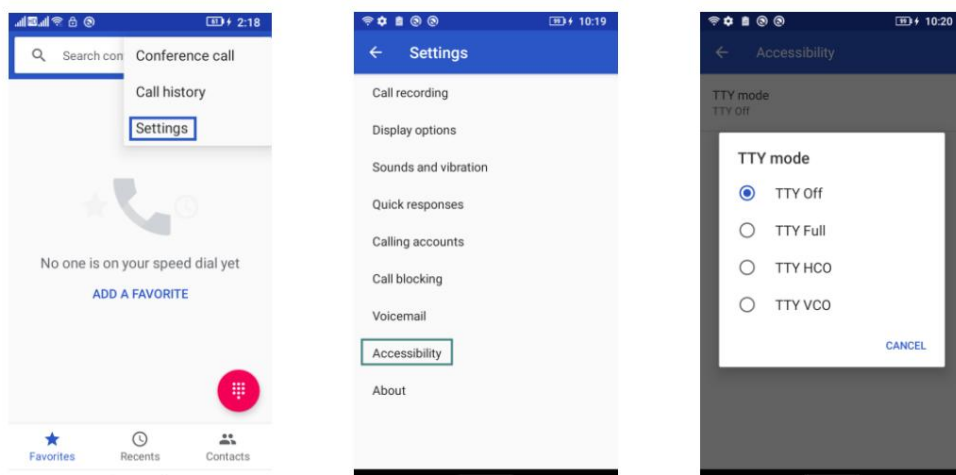 2:18
Search con
Conference call
Call history
Settings
No one is on your speed dial yet
ADD A FAVORITE
Favorites
Recents
Contacts
10:19
Settings
Call recording
Display options
Sounds and vibration
Quick responses
Calling accounts
Call blocking
Voicemail
Accessibility
About
10:20
Accessibility
TTY mode
TTY Off
TTY mode
TTY Off
TTY Full
TTY HCO
TTY VCO
CANCEL